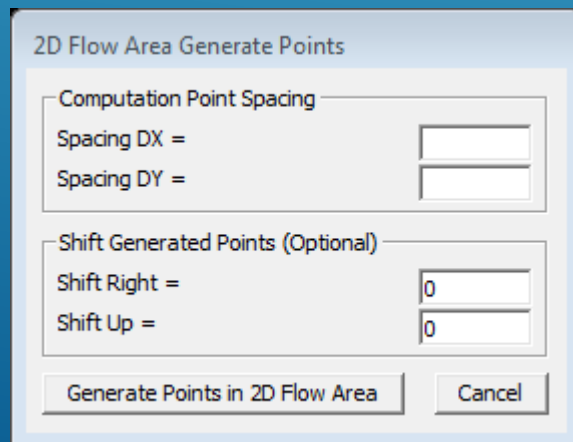 2D Flow Area Generate Points
Computation Point Spacing
Spacing DX =
Spacing DY =
Shift Generated Points (Optional)
Shift Right = 0
Shift Up = 0
Generate Points in 2D Flow Area Cancel